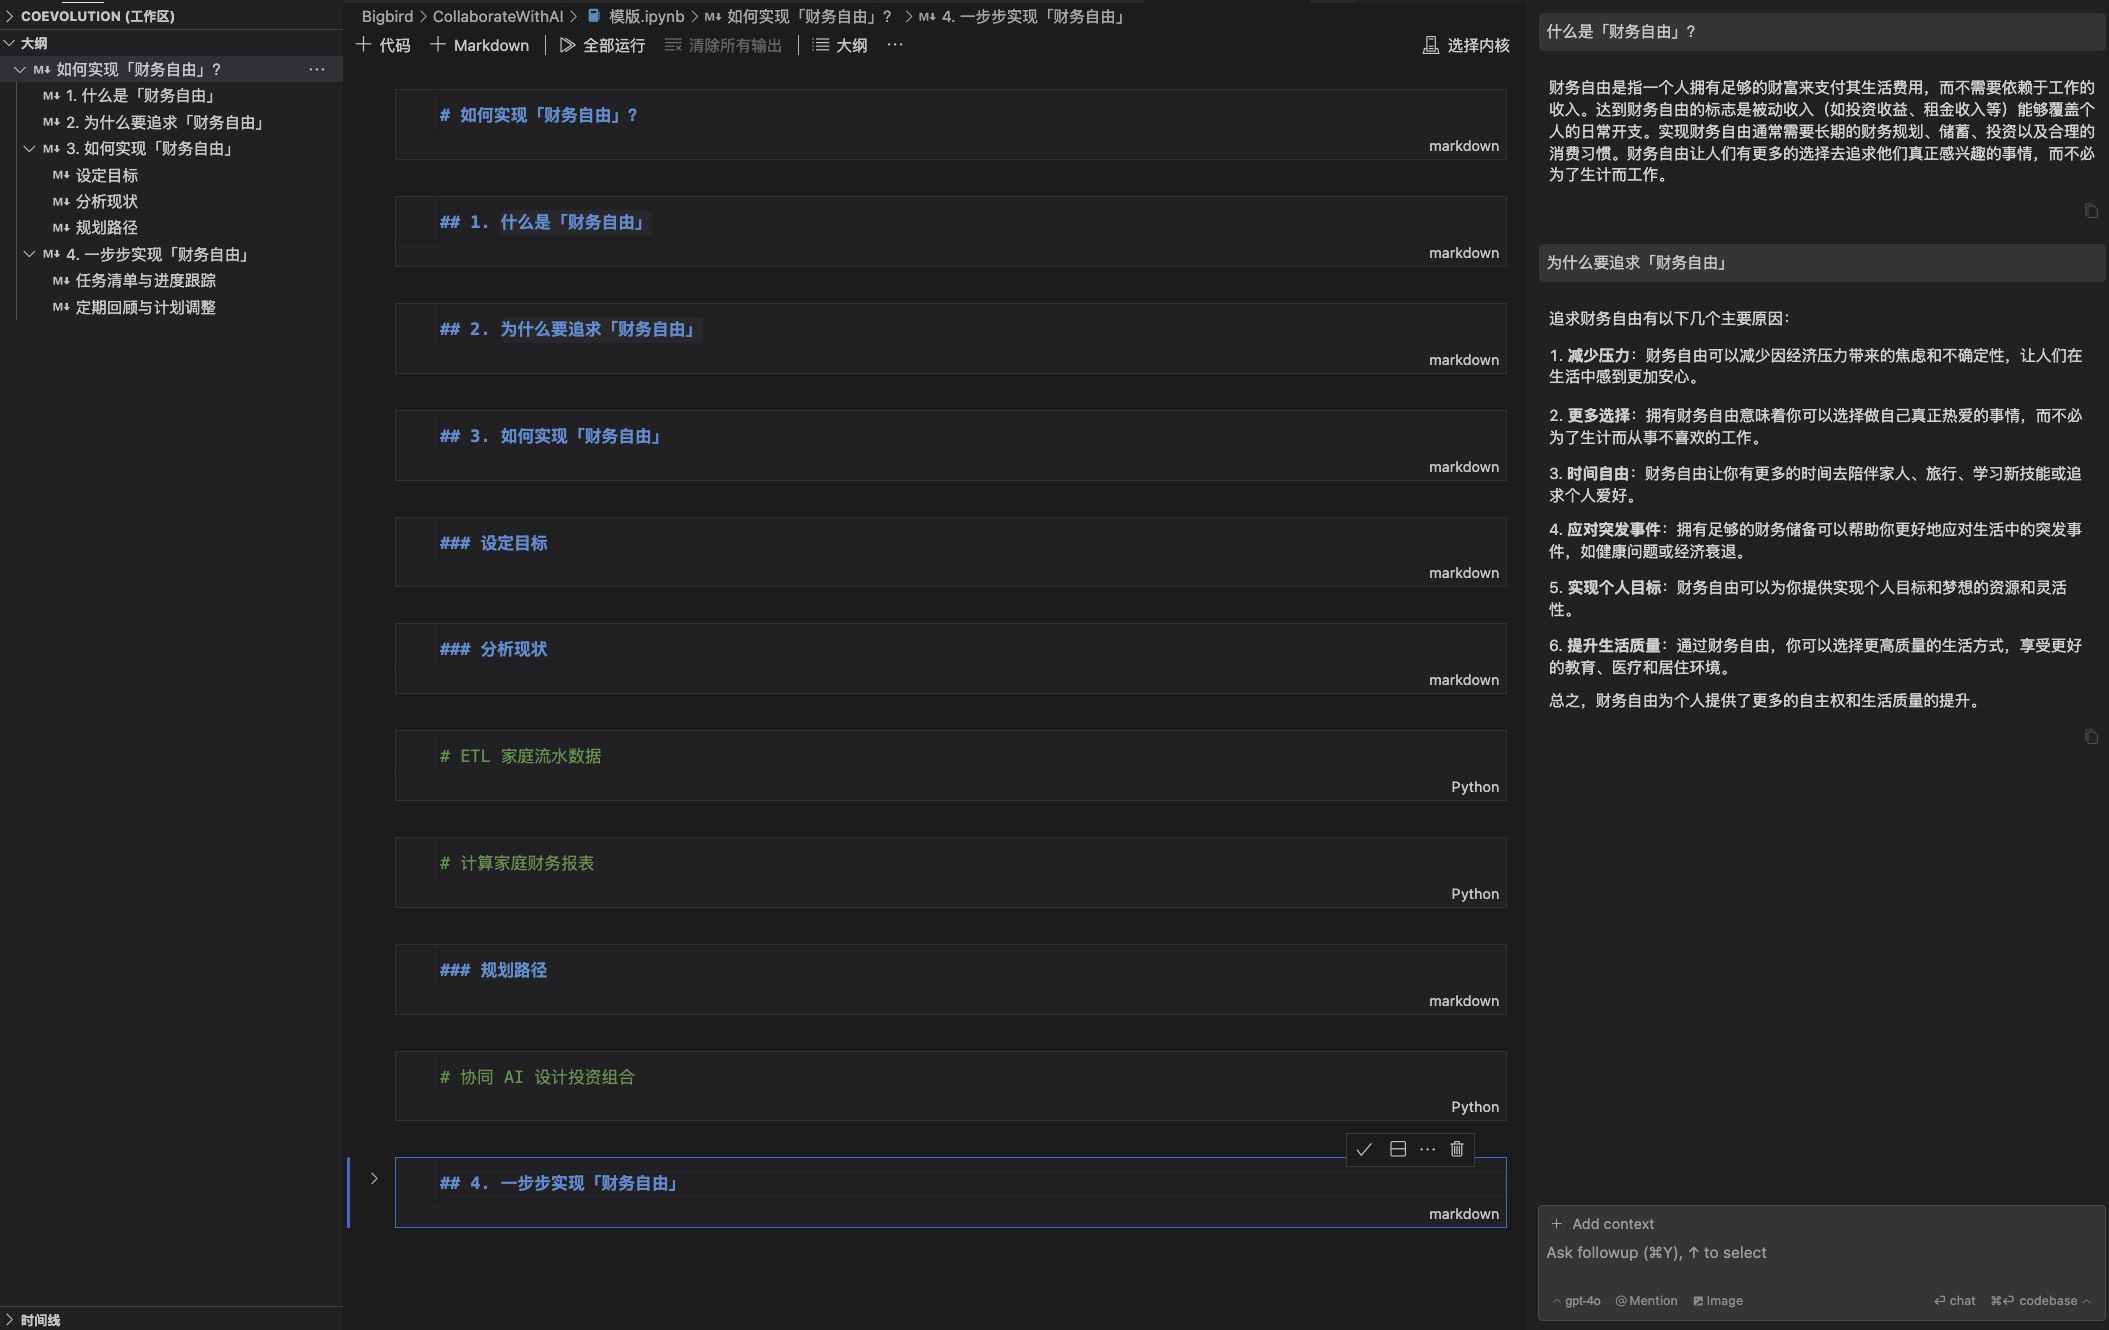 COEVOLUTION (工作区)
大纲
M↓ 如何实现「财务自由」? ···
M↓ 1. 什么是「财务自由」
M↓ 2. 为什么要追求「财务自由」
M↓ 3. 如何实现「财务自由」
M↓ 设定目标
M↓ 分析现状
M↓ 规划路径
M↓ 4. 一步步实现「财务自由」
M↓ 任务清单与进度跟踪
M↓ 定期回顾与计划调整
时间线
Bigbird > CollaborateWithAI > 模版.ipynb > M↓ 如何实现「财务自由」? > M↓ 4. 一步步实现「财务自由」
+ 代码 + Markdown 全部运行 清除所有输出 大纲 ··· 选择内核
# 如何实现「财务自由」?
markdown
## 1. 什么是「财务自由」
markdown
## 2. 为什么要追求「财务自由」
markdown
## 3. 如何实现「财务自由」
markdown
### 设定目标
markdown
### 分析现状
markdown
# ETL 家庭流水数据
Python
# 计算家庭财务报表
Python
### 规划路径
markdown
# 协同 AI 设计投资组合
Python
## 4. 一步步实现「财务自由」
markdown
什么是「财务自由」?
财务自由是指一个人拥有足够的财富来支付其生活费用，而不需要依赖于工作的
收入。达到财务自由的标志是被动收入（如投资收益、租金收入等）能够覆盖个
人的日常开支。实现财务自由通常需要长期的财务规划、储蓄、投资以及合理的
消费习惯。财务自由让人们有更多的选择去追求他们真正感兴趣的事情，而不必
为了生计而工作。
为什么要追求「财务自由」
追求财务自由有以下几个主要原因：
1. 减少压力：财务自由可以减少因经济压力带来的焦虑和不确定性，让人们在
生活中感到更加安心。
2. 更多选择：拥有财务自由意味着你可以选择做自己真正热爱的事情，而不必
为了生计而从事不喜欢的工作。
3. 时间自由：财务自由让你有更多的时间去陪伴家人、旅行、学习新技能或追
求个人爱好。
4. 应对突发事件：拥有足够的财务储备可以帮助你更好地应对生活中的突发事
件，如健康问题或经济衰退。
5. 实现个人目标：财务自由可以为你提供实现个人目标和梦想的资源和灵活
性。
6. 提升生活质量：通过财务自由，你可以选择更高质量的生活方式，享受更好
的教育、医疗和居住环境。
总之，财务自由为个人提供了更多的自主权和生活质量的提升。
+ Add context
Ask followup (⌘Y), ↑ to select
gpt-4o @ Mention Image ⏎ chat ⌘⏎ codebase